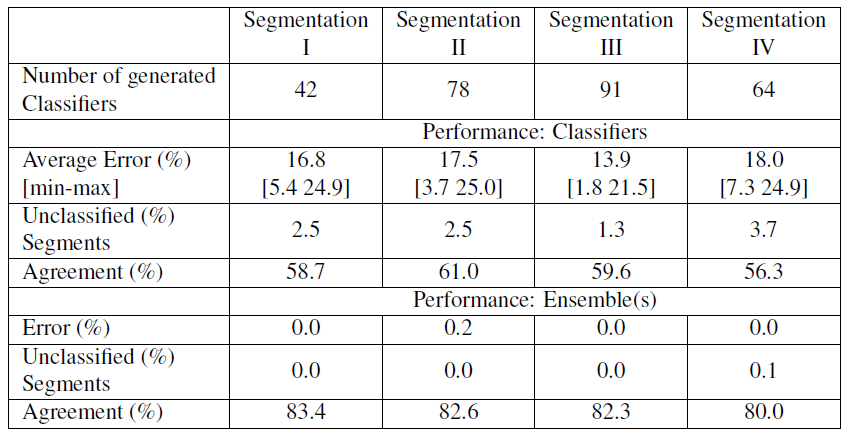 Segmentation Segmentation Segmentation Segmentation
I II III IV
Number of generated
Classifiers 42 78 91 64
Performance: Classifiers
Average Error (%) 16.8 17.5 13.9 18.0
[min-max] [5.4 24.9] [3.7 25.0] [1.8 21.5] [7.3 24.9]
Unclassified (%)
Segments 2.5 2.5 1.3 3.7
Agreement (%) 58.7 61.0 59.6 56.3
Performance: Ensemble(s)
Error (%) 0.0 0.2 0.0 0.0
Unclassified (%)
Segments 0.0 0.0 0.0 0.1
Agreement (%) 83.4 82.6 82.3 80.0